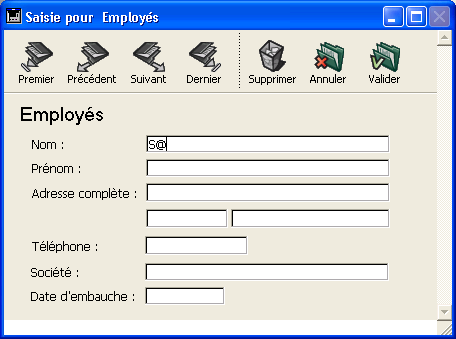 Saisie pour Employés
Premier Précédent Suivant Dernier Supprimer Annuler Valider
Employés
Nom : S@
Prénom :
Adresse complète :
Téléphone :
Société :
Date d'embauche :